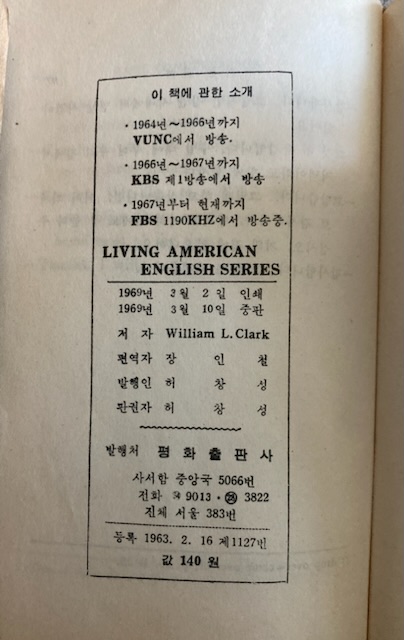 이 책에 관한 소개
· 1964년～1966년까지
VUNC에서 방송.
· 1966년～1967년까지
KBS 제1방송에서 방송
· 1967년부터 현재까지
FBS 1190KHZ에서 방송중.
LIVING AMERICAN
ENGLISH SERIES
1969년 3월 2일 인쇄
1969년 3월 10일 중판
저 자 William L. Clark
편역자 장 인 철
발행인 허 창 성
판권자 허 창 성
발행처 평화출판사
사서함 중앙국 5066번
전화 9013 · 3822
진체 서울 383번
등록 1963. 2. 16 제1127번
값 140 원